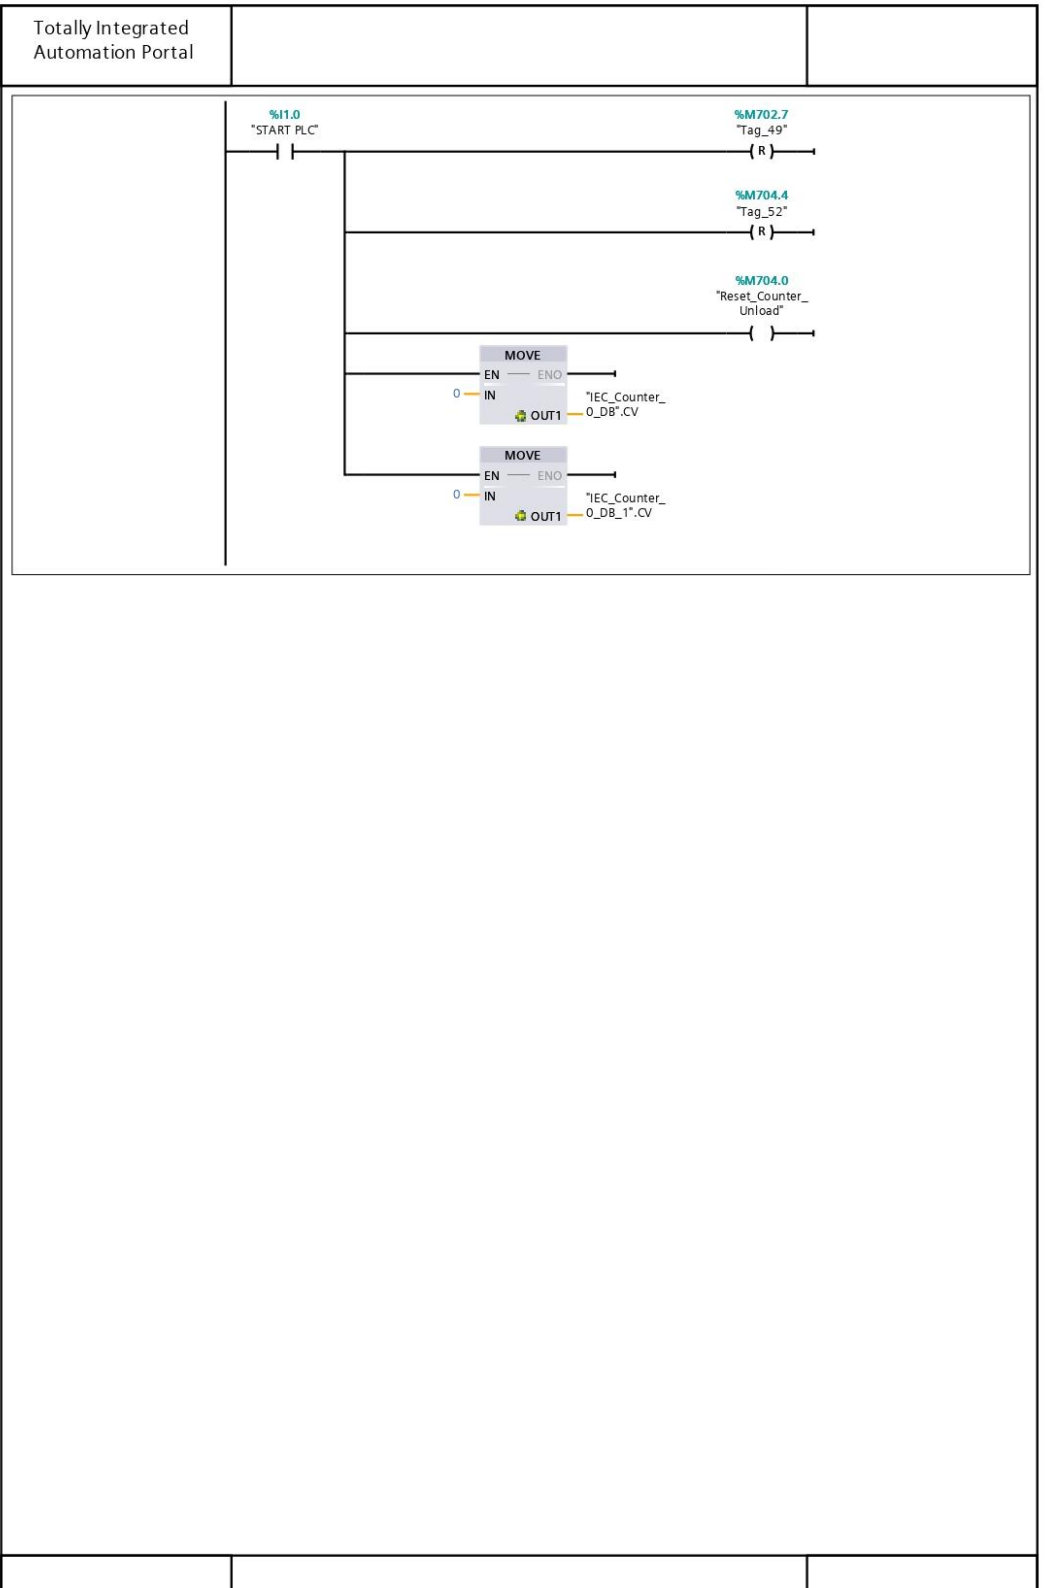 Totally Integrated
Automation Portal
%I1.0
"START PLC"
%M702.7
"Tag_49"
R
%M704.4
"Tag_52"
R
%M704.0
"Reset_Counter_
Unload"
MOVE
EN ENO
0 IN
"IEC_Counter_
OUT1 0_DB".CV
MOVE
EN ENO
0 IN
"IEC_Counter_
OUT1 0_DB_1".CV